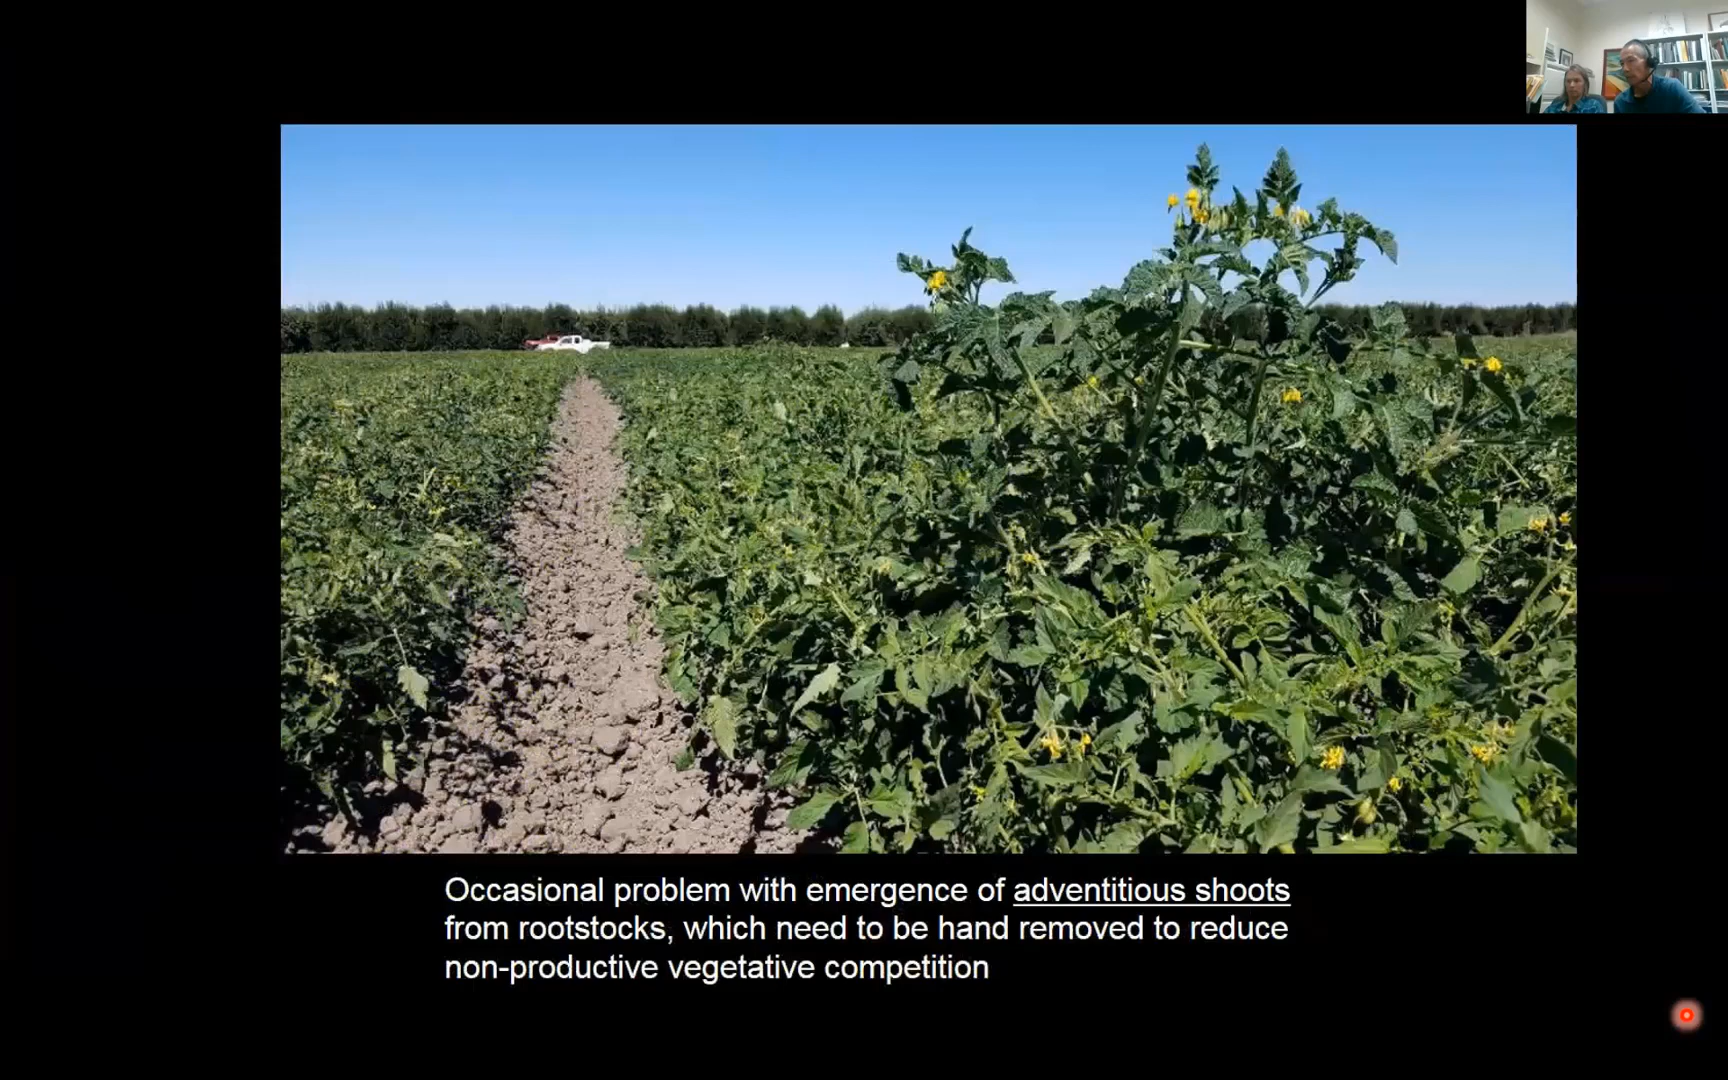 Occasional problem with emergence of adventitious shoots
from rootstocks, which need to be hand removed to reduce
non-productive vegetative competition